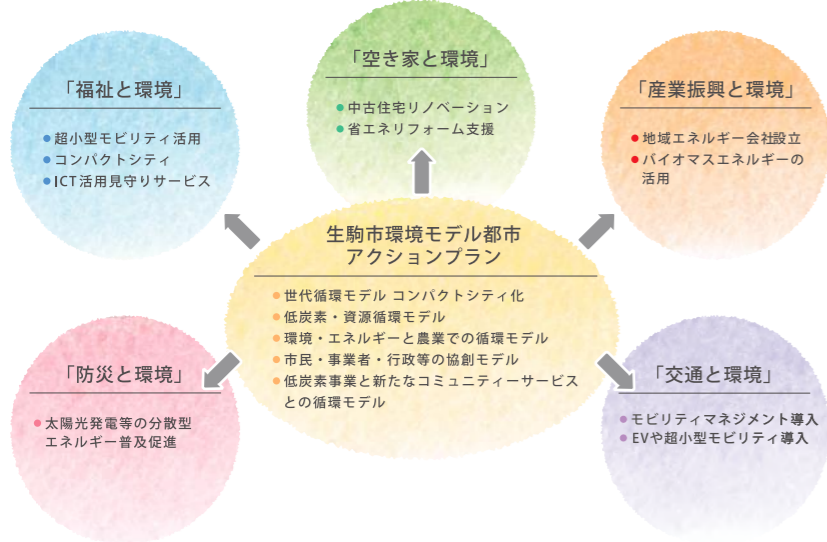 「福祉と環境」
● 超小型モビリティ活用
● コンパクトシティ
● ICT活用見守りサービス
「空き家と環境」
● 中古住宅リノベーション
● 省エネリフォーム支援
「産業振興と環境」
● 地域エネルギー会社設立
● バイオマスエネルギーの
活用
生駒市環境モデル都市
アクションプラン
● 世代循環モデル コンパクトシティ化
● 低炭素・資源循環モデル
● 環境・エネルギーと農業での循環モデル
● 市民・事業者・行政等の協創モデル
● 低炭素事業と新たなコミュニティーサービス
との循環モデル
「防災と環境」
● 太陽光発電等の分散型
エネルギー普及促進
「交通と環境」
● モビリティマネジメント導入
● EVや超小型モビリティ導入